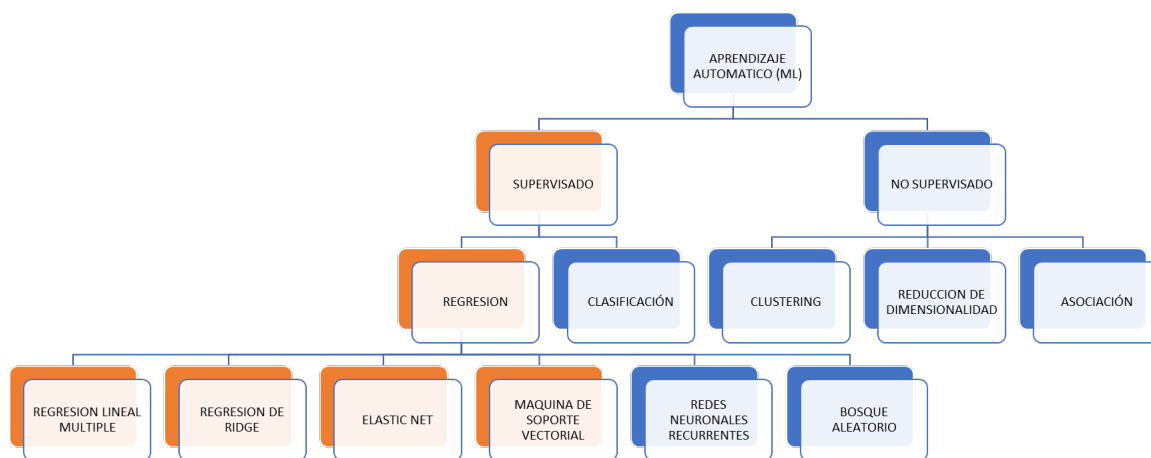 APRENDIZAJE
AUTOMATICO (ML)
SUPERVISADO
NO SUPERVISADO
REGRESION
CLASIFICACIÓN
CLUSTERING
REDUCCION DE
DIMENSIONALIDAD
ASOCIACIÓN
REGRESION LINEAL
MULTIPLE
REGRESION DE
RIDGE
ELASTIC NET
MAQUINA DE
SOPORTE
VECTORIAL
REDES
NEURONALES
RECURRENTES
BOSQUE
ALEATORIO